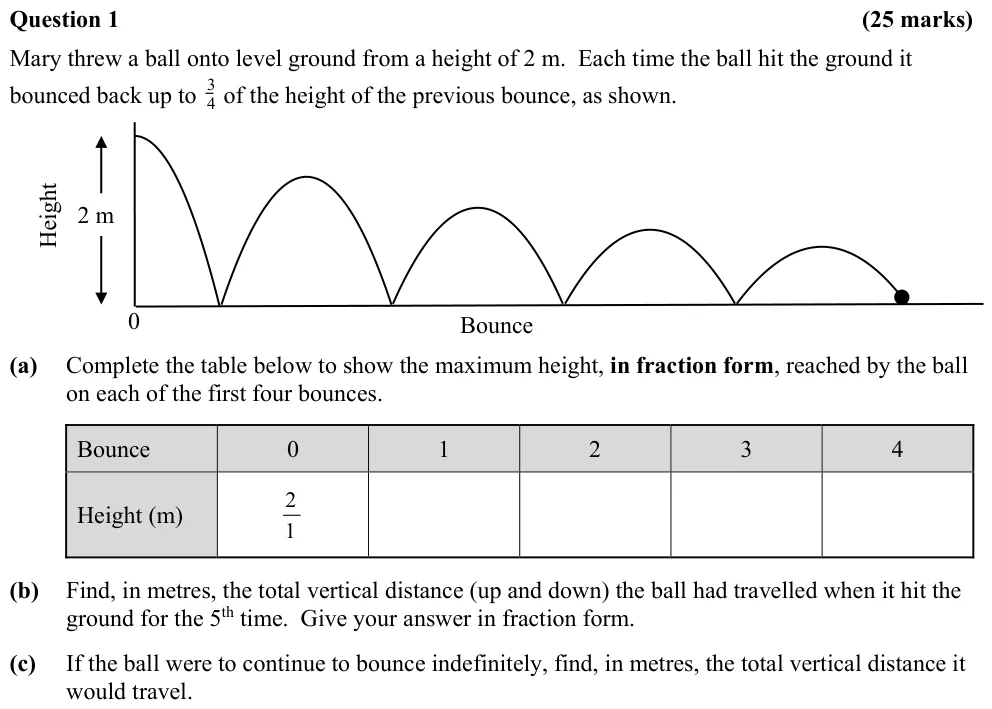 Question 1 (25 marks)
Mary threw a ball onto level ground from a height of 2 m. Each time the ball hit the ground it
bounced back up to 3/4 of the height of the previous bounce, as shown.
Height
2 m
0
Bounce
(a) Complete the table below to show the maximum height, in fraction form, reached by the ball
on each of the first four bounces.
Bounce 0 1 2 3 4
Height (m) 2/1
(b) Find, in metres, the total vertical distance (up and down) the ball had travelled when it hit the
ground for the 5th time. Give your answer in fraction form.
(c) If the ball were to continue to bounce indefinitely, find, in metres, the total vertical distance it
would travel.